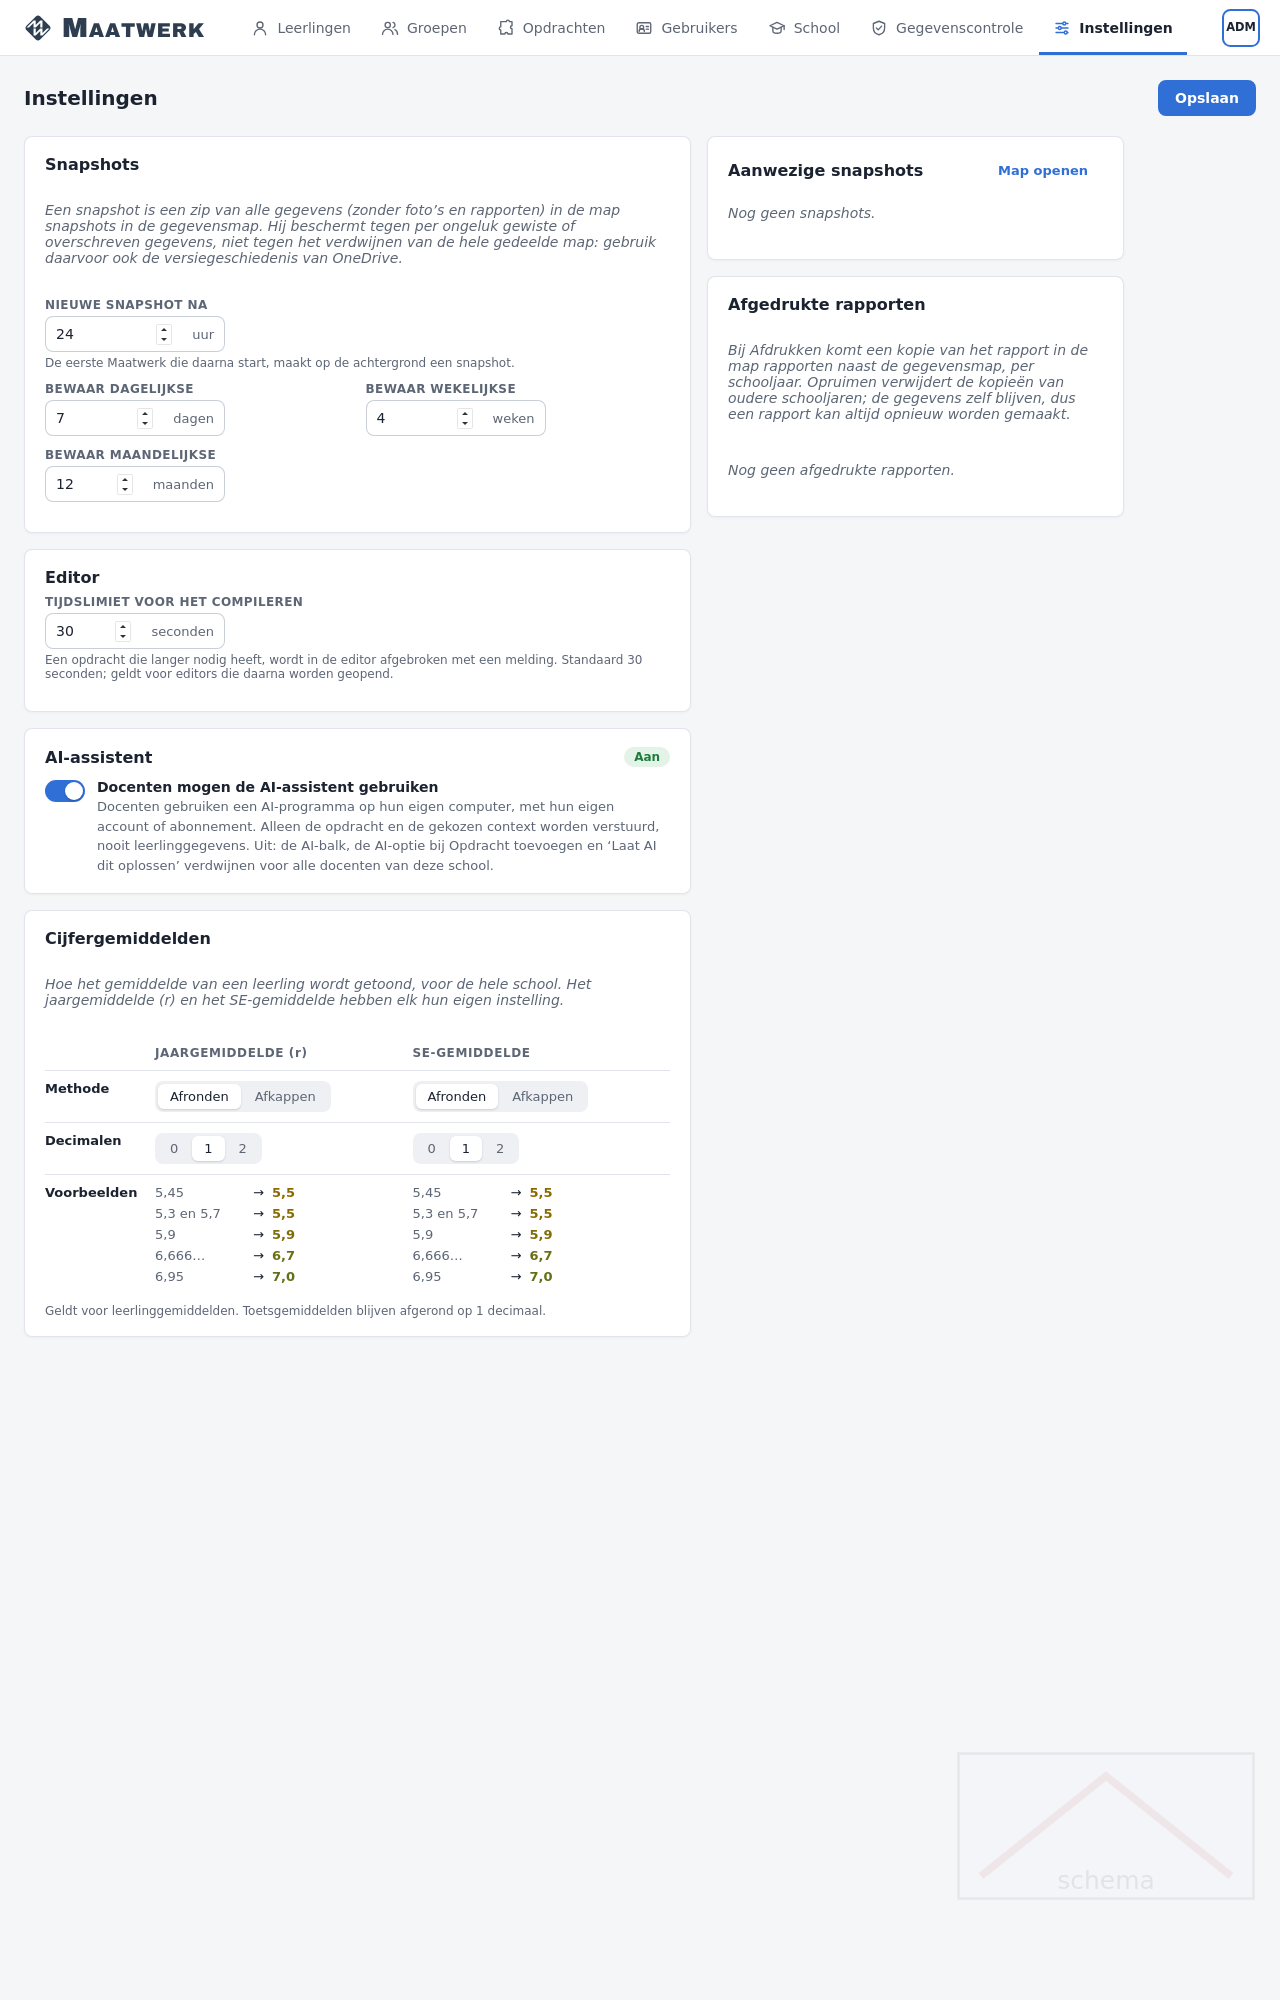 MAATWERK
Leerlingen
Groepen
Opdrachten
Gebruikers
School
Gegevenscontrole
Instellingen
ADM
Instellingen
Opslaan
Snapshots
Een snapshot is een zip van alle gegevens (zonder foto’s en rapporten) in de map
snapshots in de gegevensmap. Hij beschermt tegen per ongeluk gewiste of
overschreven gegevens, niet tegen het verdwijnen van de hele gedeelde map: gebruik
daarvoor ook de versiegeschiedenis van OneDrive.
NIEUWE SNAPSHOT NA
24 uur
De eerste Maatwerk die daarna start, maakt op de achtergrond een snapshot.
BEWAAR DAGELIJKSE
7 dagen
BEWAAR WEKELIJKSE
4 weken
BEWAAR MAANDELIJKSE
12 maanden
Editor
TIJDSLIMIET VOOR HET COMPILEREN
30 seconden
Een opdracht die langer nodig heeft, wordt in de editor afgebroken met een melding. Standaard 30
seconden; geldt voor editors die daarna worden geopend.
AI-assistent
Aan
Docenten mogen de AI-assistent gebruiken
Docenten gebruiken een AI-programma op hun eigen computer, met hun eigen
account of abonnement. Alleen de opdracht en de gekozen context worden verstuurd,
nooit leerlinggegevens. Uit: de AI-balk, de AI-optie bij Opdracht toevoegen en ‘Laat AI
dit oplossen’ verdwijnen voor alle docenten van deze school.
Cijfergemiddelden
Hoe het gemiddelde van een leerling wordt getoond, voor de hele school. Het
jaargemiddelde (r) en het SE-gemiddelde hebben elk hun eigen instelling.
JAARGEMIDDELDE (r) SE-GEMIDDELDE
Methode Afronden Afkappen Afronden Afkappen
Decimalen 0 1 2 0 1 2
Voorbeelden 5,45 → 5,5 5,45 → 5,5
5,3 en 5,7 → 5,5 5,3 en 5,7 → 5,5
5,9 → 5,9 5,9 → 5,9
6,666… → 6,7 6,666… → 6,7
6,95 → 7,0 6,95 → 7,0
Geldt voor leerlinggemiddelden. Toetsgemiddelden blijven afgerond op 1 decimaal.
Aanwezige snapshots
Map openen
Nog geen snapshots.
Afgedrukte rapporten
Bij Afdrukken komt een kopie van het rapport in de
map rapporten naast de gegevensmap, per
schooljaar. Opruimen verwijdert de kopieën van
oudere schooljaren; de gegevens zelf blijven, dus
een rapport kan altijd opnieuw worden gemaakt.
Nog geen afgedrukte rapporten.
schema